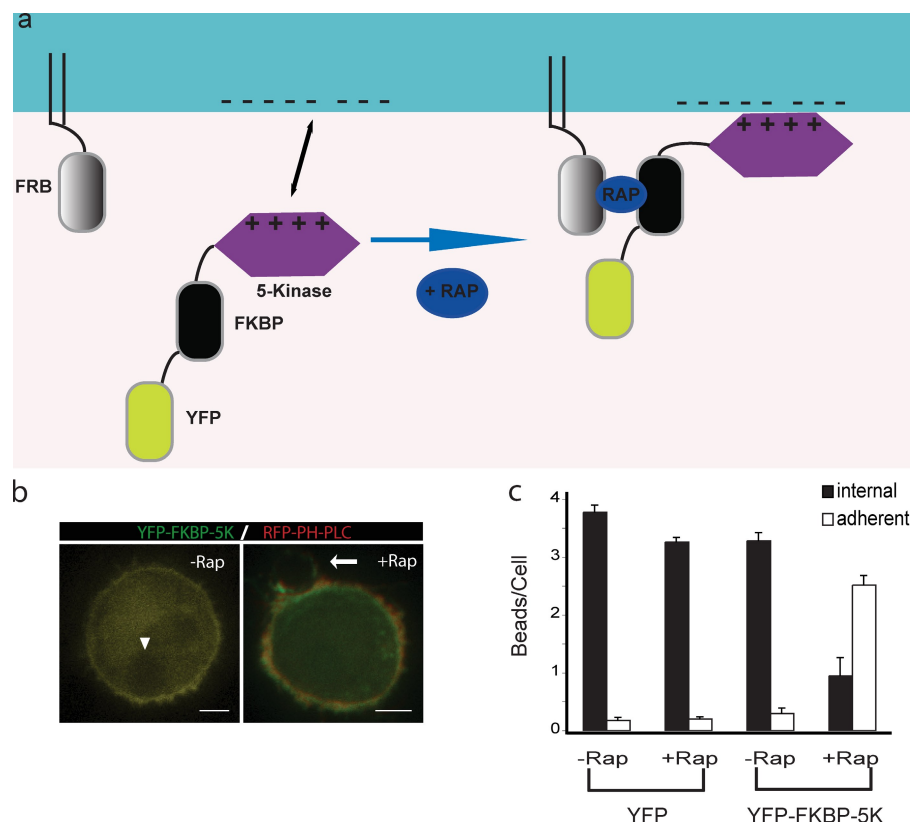 a
FRB
+ + + +
5-Kinase
FKBP
YFP
+ RAP
RAP
+ + + +
b
YFP-FKBP-5K / RFP-PH-PLC
-Rap
+Rap
c
internal
adherent
Beads/Cell
4
3
2
1
0
-Rap +Rap -Rap +Rap
YFP YFP-FKBP-5K